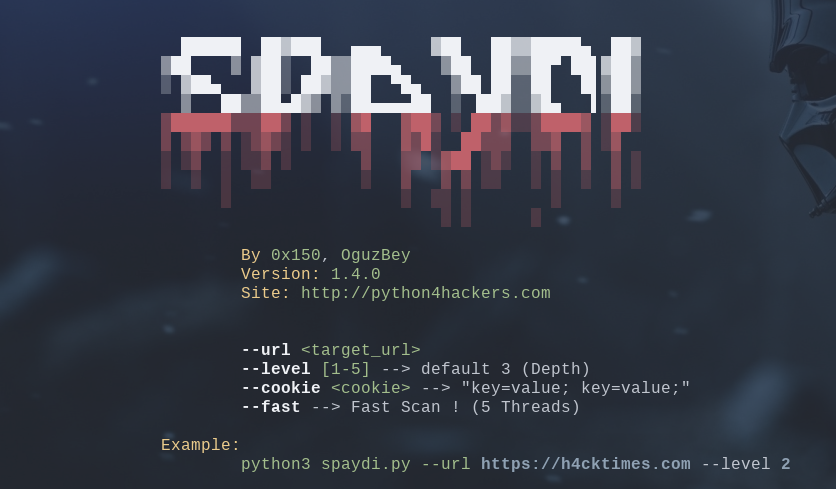 SPAYDI
By 0x150, OguzBey
Version: 1.4.0
Site: http://python4hackers.com
--url <target_url>
--level [1-5] --> default 3 (Depth)
--cookie <cookie> --> "key=value; key=value;"
--fast --> Fast Scan ! (5 Threads)
Example:
python3 spaydi.py --url https://h4cktimes.com --level 2